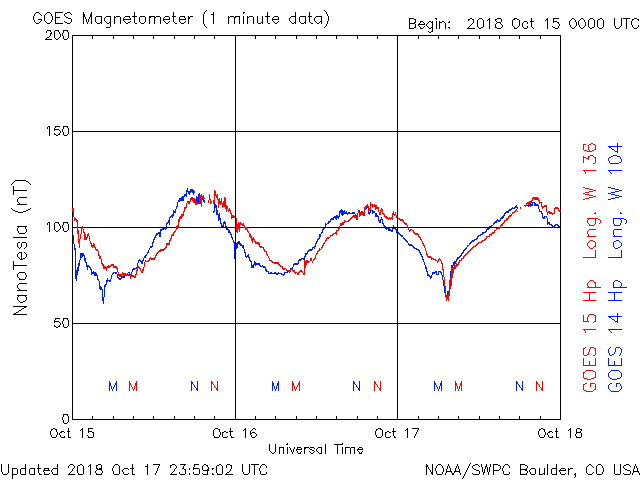 GOES Magnetometer (1 minute data)
Begin: 2018 Oct 15 0000 UTC
200
150
100
50
0
NanoTesla (nT)
M M N N M M N N M M N N
Oct 15 Oct 16 Oct 17 Oct 18
Universal Time
GOES 15 Hp Long. W 136
GOES 14 Hp Long. W 104
Updated 2018 Oct 17 23:59:02 UTC
NOAA/SWPC Boulder, CO USA